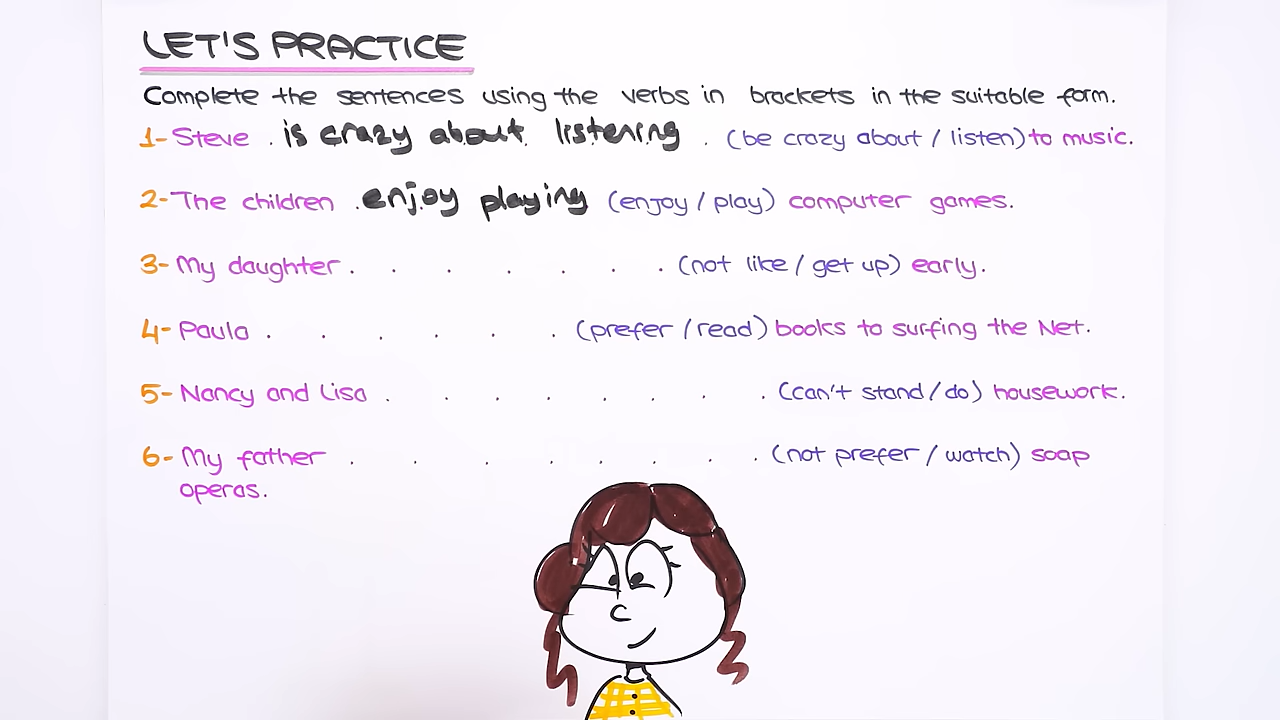 LET'S PRACTICE
Complete the sentences using the verbs in brackets in the suitable form.
1- Steve . is crazy about listening . (be crazy about / listen) to music.
2- The children . enjoy playing (enjoy / play) computer games.
3- My daughter . . . . . . . (not like / get up) early.
4- Paula . . . . . . (prefer / read) books to surfing the Net.
5- Nancy and Lisa . . . . . . . (can't stand / do) housework.
6- My father . . . . . . . . (not prefer / watch) soap
operas.